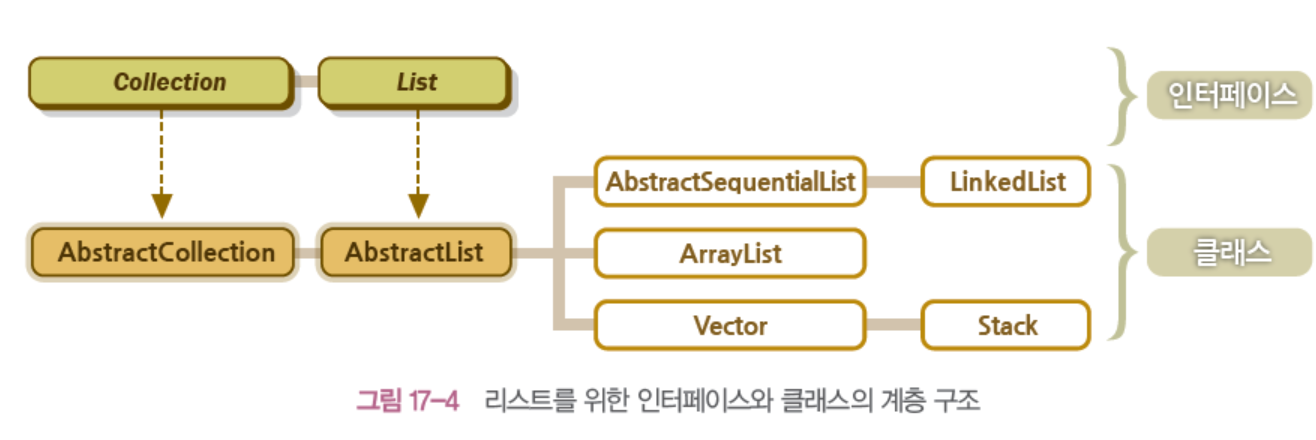 Collection
List
인터페이스
AbstractSequentialList
LinkedList
AbstractCollection
AbstractList
ArrayList
클래스
Vector
Stack
그림 17-4 리스트를 위한 인터페이스와 클래스의 계층 구조